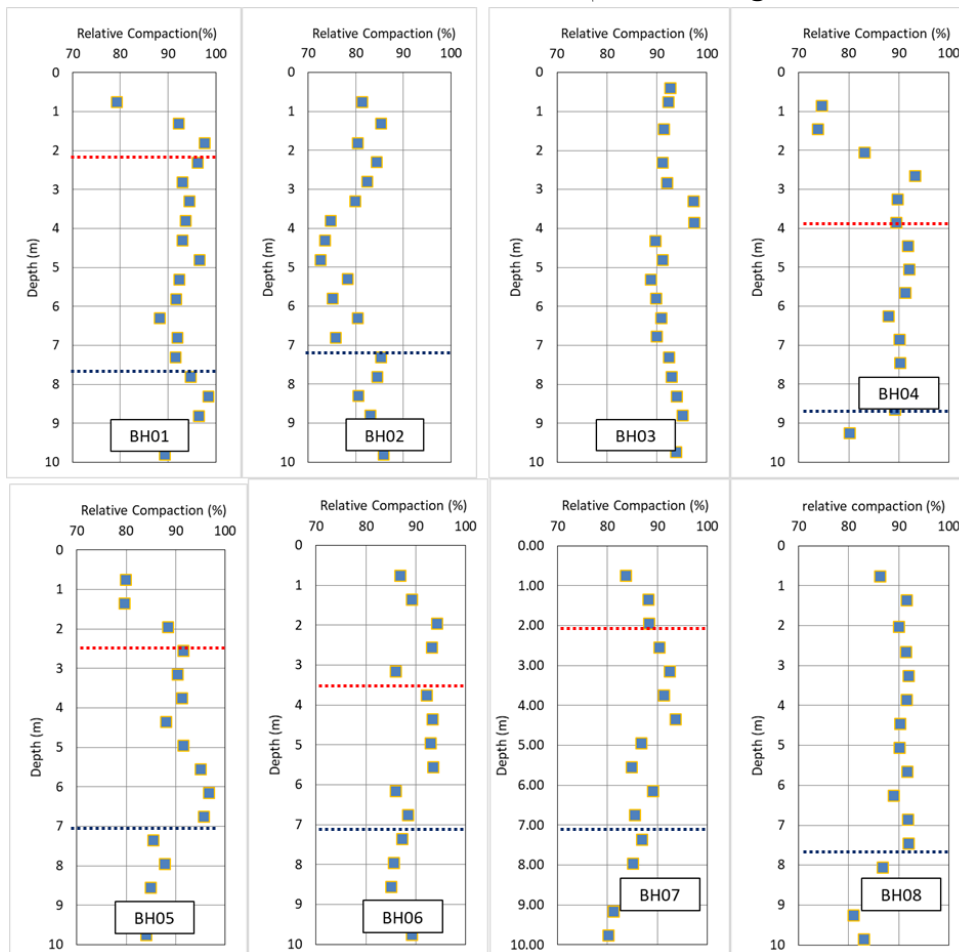 Relative Compaction(%)
70 80 90 100
0
1
2
3
4
5
6
7
8
9
10
Depth (m)
BH01
Relative Compaction (%)
70 80 90 100
0
1
2
3
4
5
6
7
8
9
10
Depth (m)
BH02
Relative Compaction (%)
70 80 90 100
0
1
2
3
4
5
6
7
8
9
10
Depth (m)
BH03
Relative Compaction (%)
70 80 90 100
0
1
2
3
4
5
6
7
8
9
10
Depth (m)
BH04
Relative Compaction (%)
70 80 90 100
0
1
2
3
4
5
6
7
8
9
10
Depth (m)
BH05
Relative Compaction (%)
70 80 90 100
0
1
2
3
4
5
6
7
8
9
10
Depth (m)
BH06
Relative Compaction (%)
70 80 90 100
0.00
1.00
2.00
3.00
4.00
5.00
6.00
7.00
8.00
9.00
10.00
Depth (m)
BH07
relative compaction (%)
70 80 90 100
0
1
2
3
4
5
6
7
8
9
10
Depth (m)
BH08